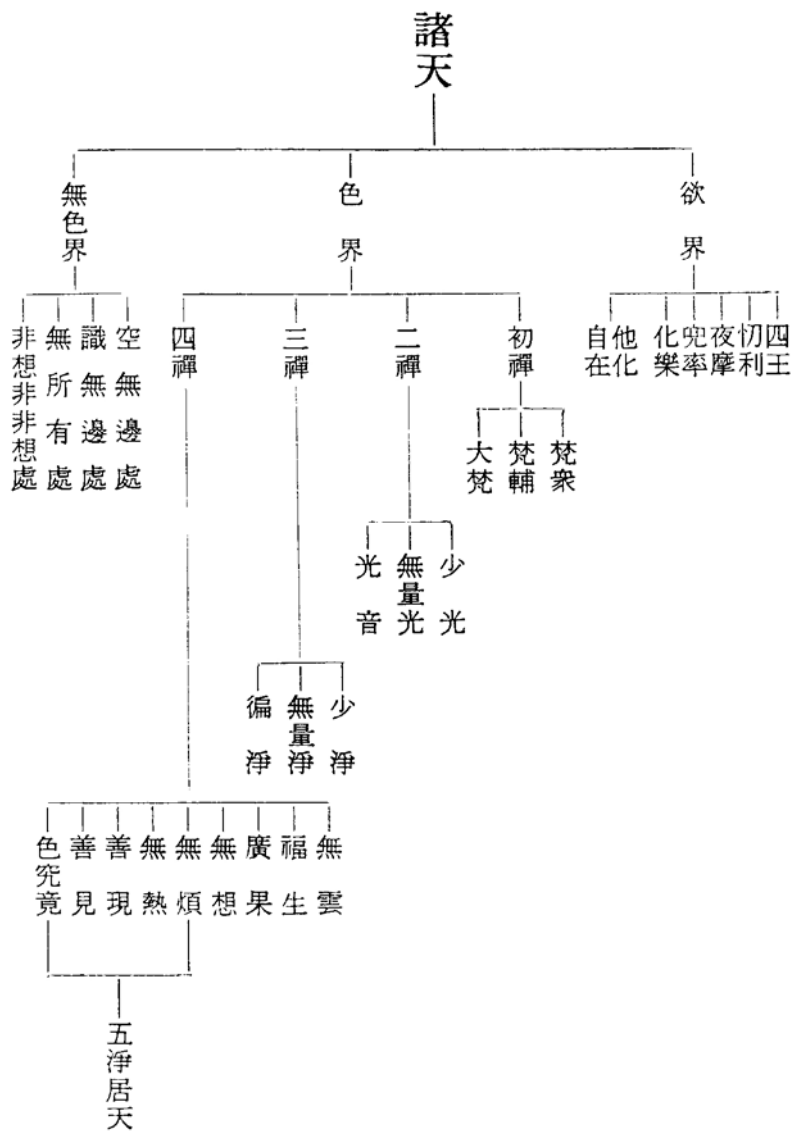 諸天
欲界
四王
忉利
夜摩
兜率
化樂
他化自在
色界
初禪
梵衆
梵輔
大梵
二禪
少光
無量光
光音
三禪
少淨
無量淨
徧淨
四禪
無雲
福生
廣果
無想
無煩
無熱
善現
善見
色究竟
五淨居天
無色界
空無邊處
識無邊處
無所有處
非想非非想處